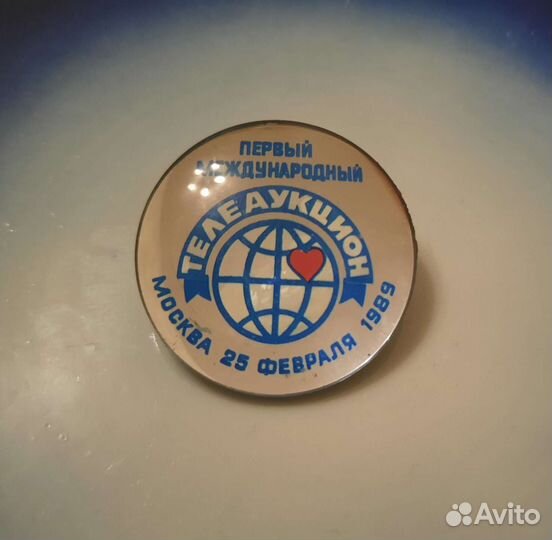 ПЕРВЫЙ
МЕЖДУНАРОДНЫЙ
ТЕЛЕАУКЦИОН
МОСКВА 25 ФЕВРАЛЯ 1989
Avito